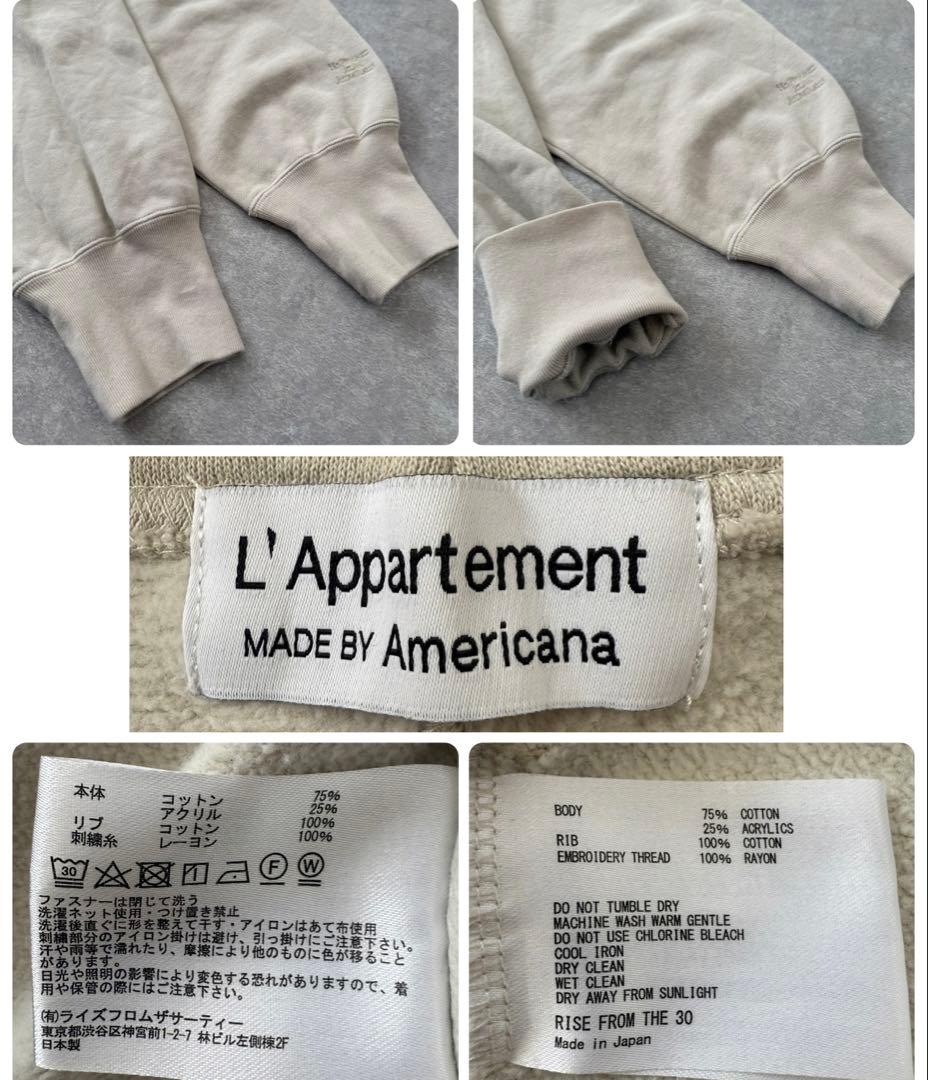 L'Appartement
MADE BY Americana
本体 コットン 75%
アクリル 25%
リブ コットン 100%
刺繍糸 レーヨン 100%
30 F W
ファスナーは閉じて洗う
洗濯ネット使用・つけ置き禁止
洗濯後直ぐに形を整えて干す・アイロンはあて布使用
刺繍部分のアイロン掛けは避け、引っ掛けにご注意下さい。
汗や雨等で濡れたり、摩擦により他のものに色が移ること
があります。
日光や照明の影響により変色する恐れがありますので、着
用や保管の際にはご注意下さい。
(有)ライズフロムザサーティー
東京都渋谷区神宮前1-2-7 林ビル左側棟2F
日本製
BODY 75% COTTON
25% ACRYLICS
RIB 100% COTTON
EMBROIDERY THREAD 100% RAYON
DO NOT TUMBLE DRY
MACHINE WASH WARM GENTLE
DO NOT USE CHLORINE BLEACH
COOL IRON
DRY CLEAN
WET CLEAN
DRY AWAY FROM SUNLIGHT
RISE FROM THE 30
Made in Japan